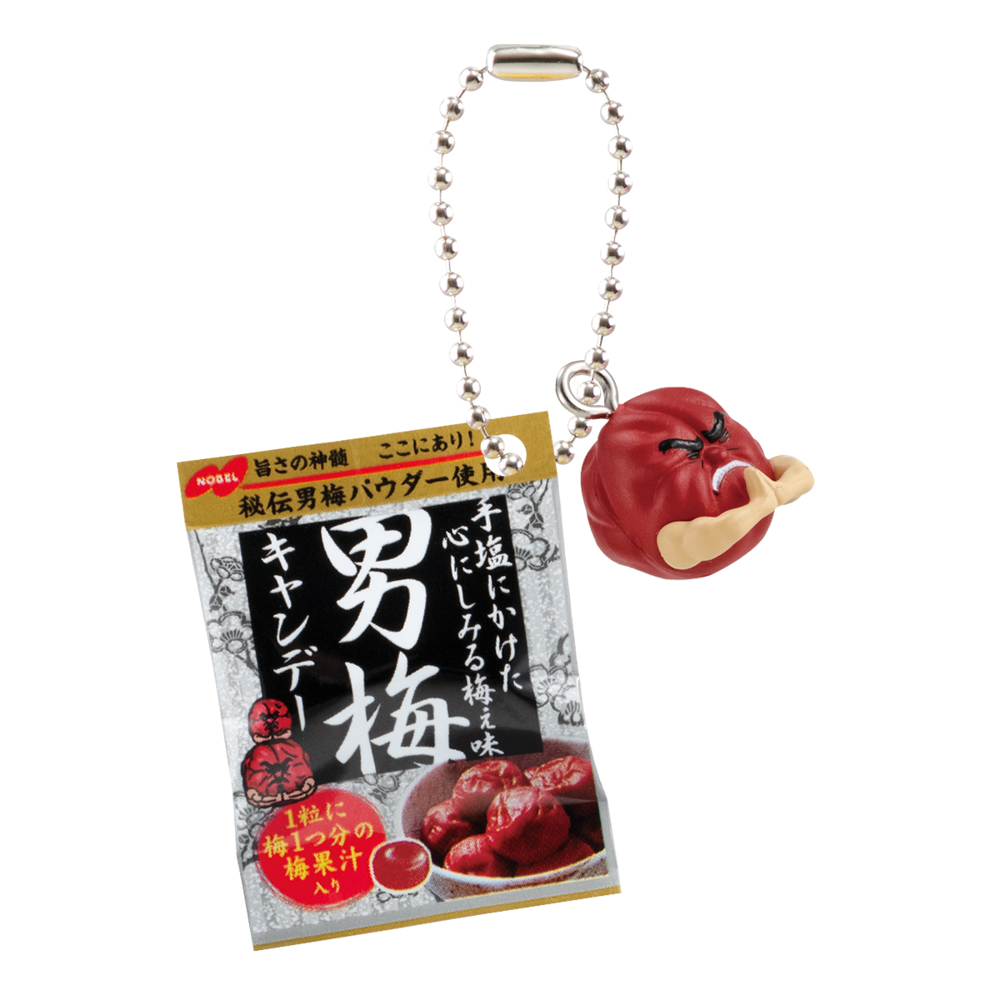 NOBEL
旨さの神髄 ここにあり!
秘伝男梅パウダー使用
手塩にかけた
心にしみる梅ぇ味
男梅
キャンデー
1粒に
梅1つ分の
梅果汁
入り